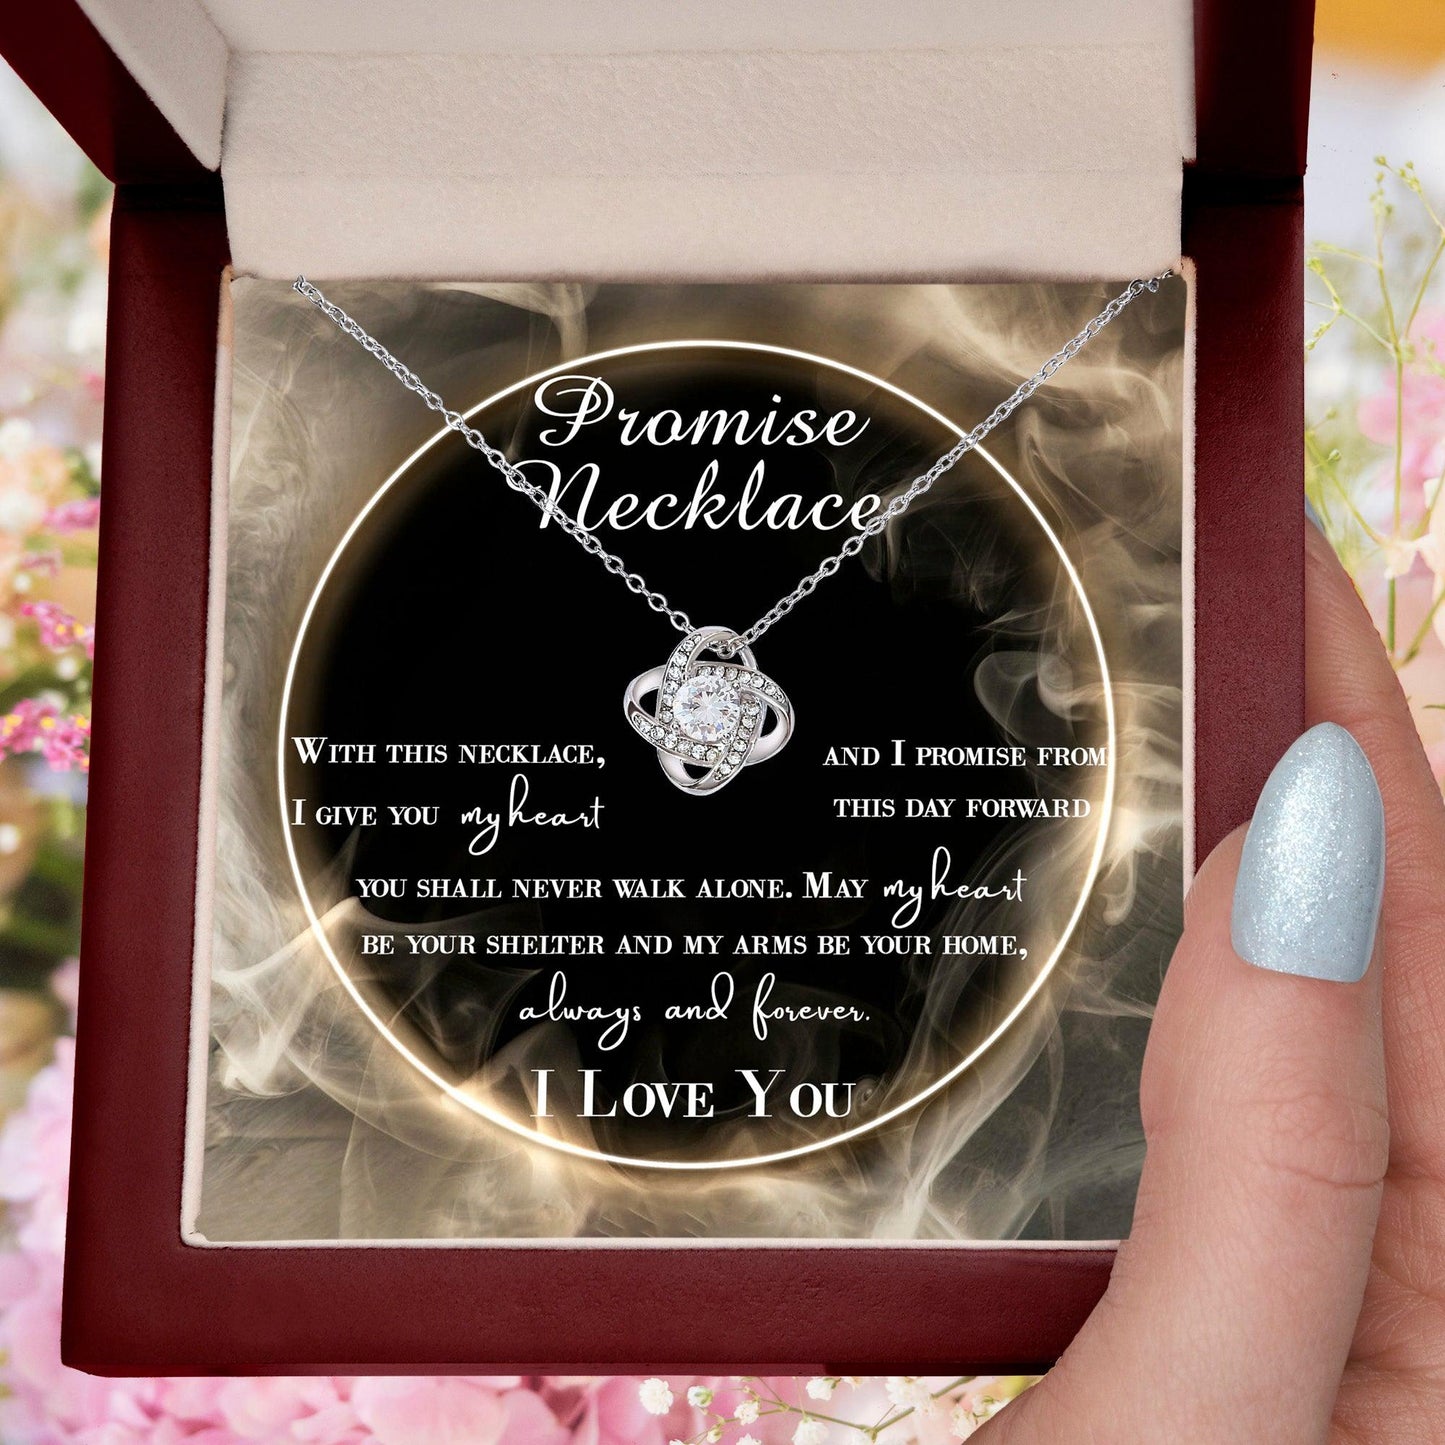 Promise
Necklace
With this necklace,
I give you my heart
and I promise from
this day forward
you shall never walk alone. May my heart
be your shelter and my arms be your home,
always and forever.
I Love You